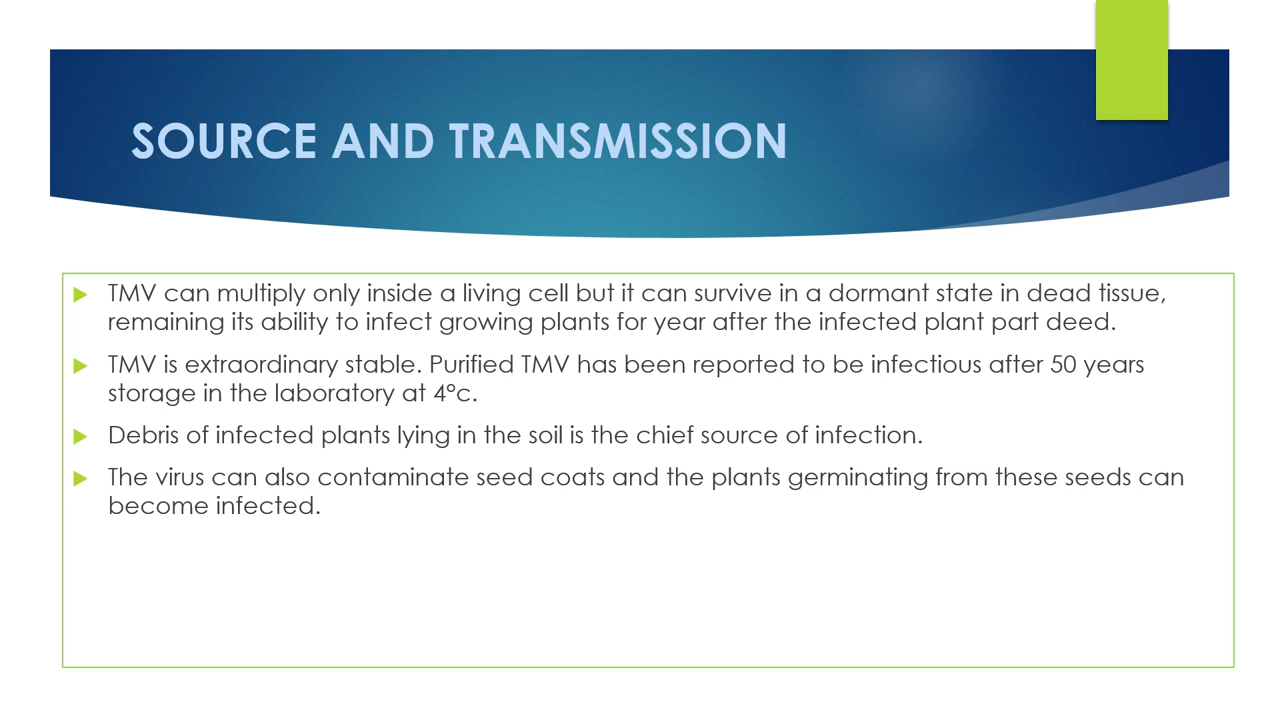 SOURCE AND TRANSMISSION
TMV can multiply only inside a living cell but it can survive in a dormant state in dead tissue,
remaining its ability to infect growing plants for year after the infected plant part deed.
TMV is extraordinary stable. Purified TMV has been reported to be infectious after 50 years
storage in the laboratory at 4°c.
Debris of infected plants lying in the soil is the chief source of infection.
The virus can also contaminate seed coats and the plants germinating from these seeds can
become infected.